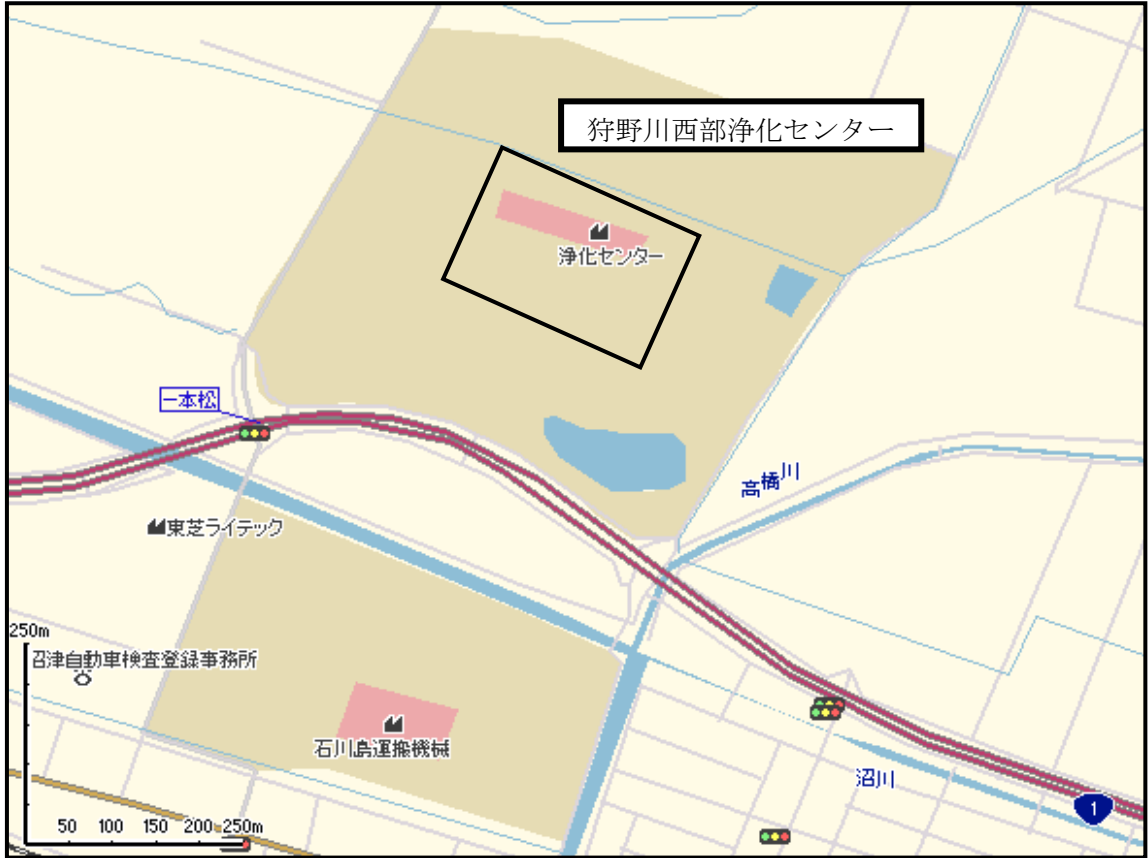 狩野川西部浄化センター
浄化センター
一本松
高橋川
東芝ライテック
250m
沼津自動車検査登録事務所
石川島運搬機械
沼川
1
50 100 150 200 250m